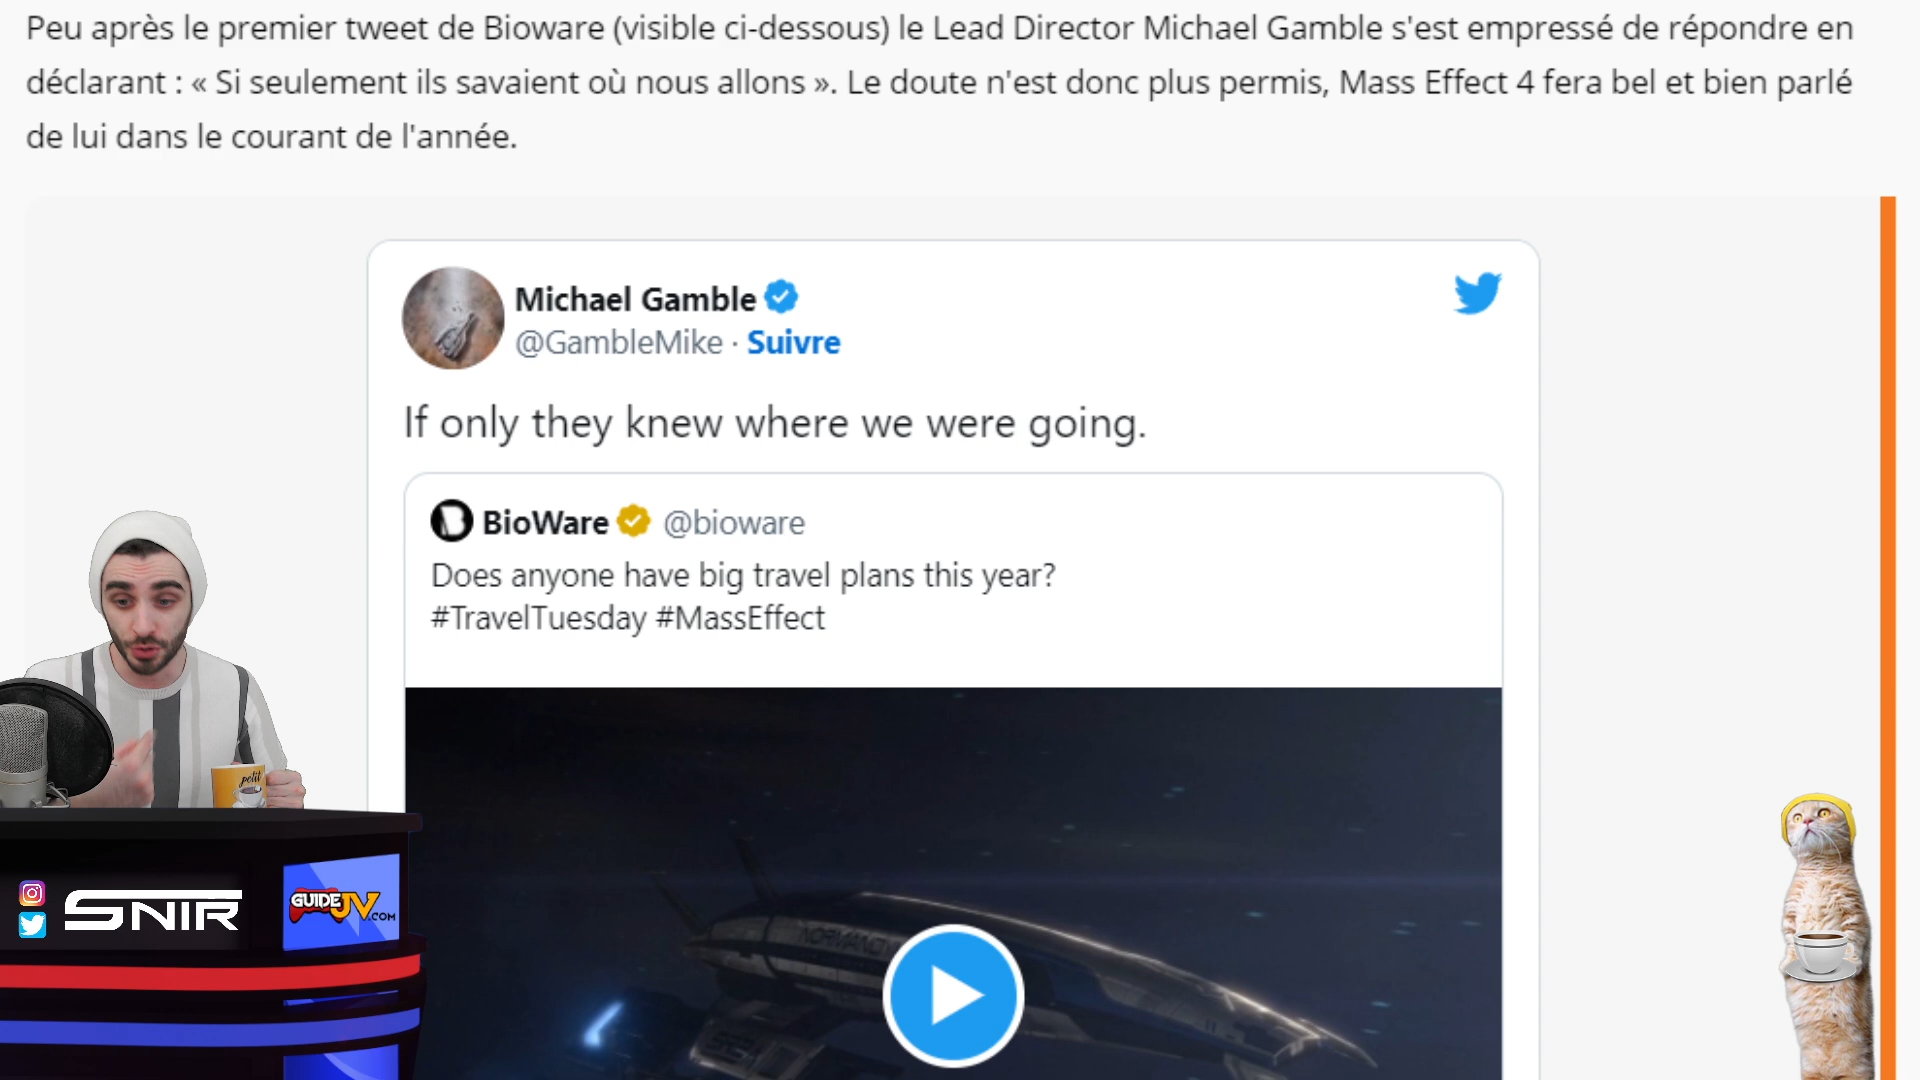 Peu après le premier tweet de Bioware (visible ci-dessous) le Lead Director Michael Gamble s'est empressé de répondre en
déclarant : « Si seulement ils savaient où nous allons ». Le doute n'est donc plus permis, Mass Effect 4 fera bel et bien parlé
de lui dans le courant de l'année.
Michael Gamble
@GambleMike · Suivre
If only they knew where we were going.
BioWare @bioware
Does anyone have big travel plans this year?
#TravelTuesday #MassEffect
NORMANDY
petit
SNIR
GUIDEJV.COM